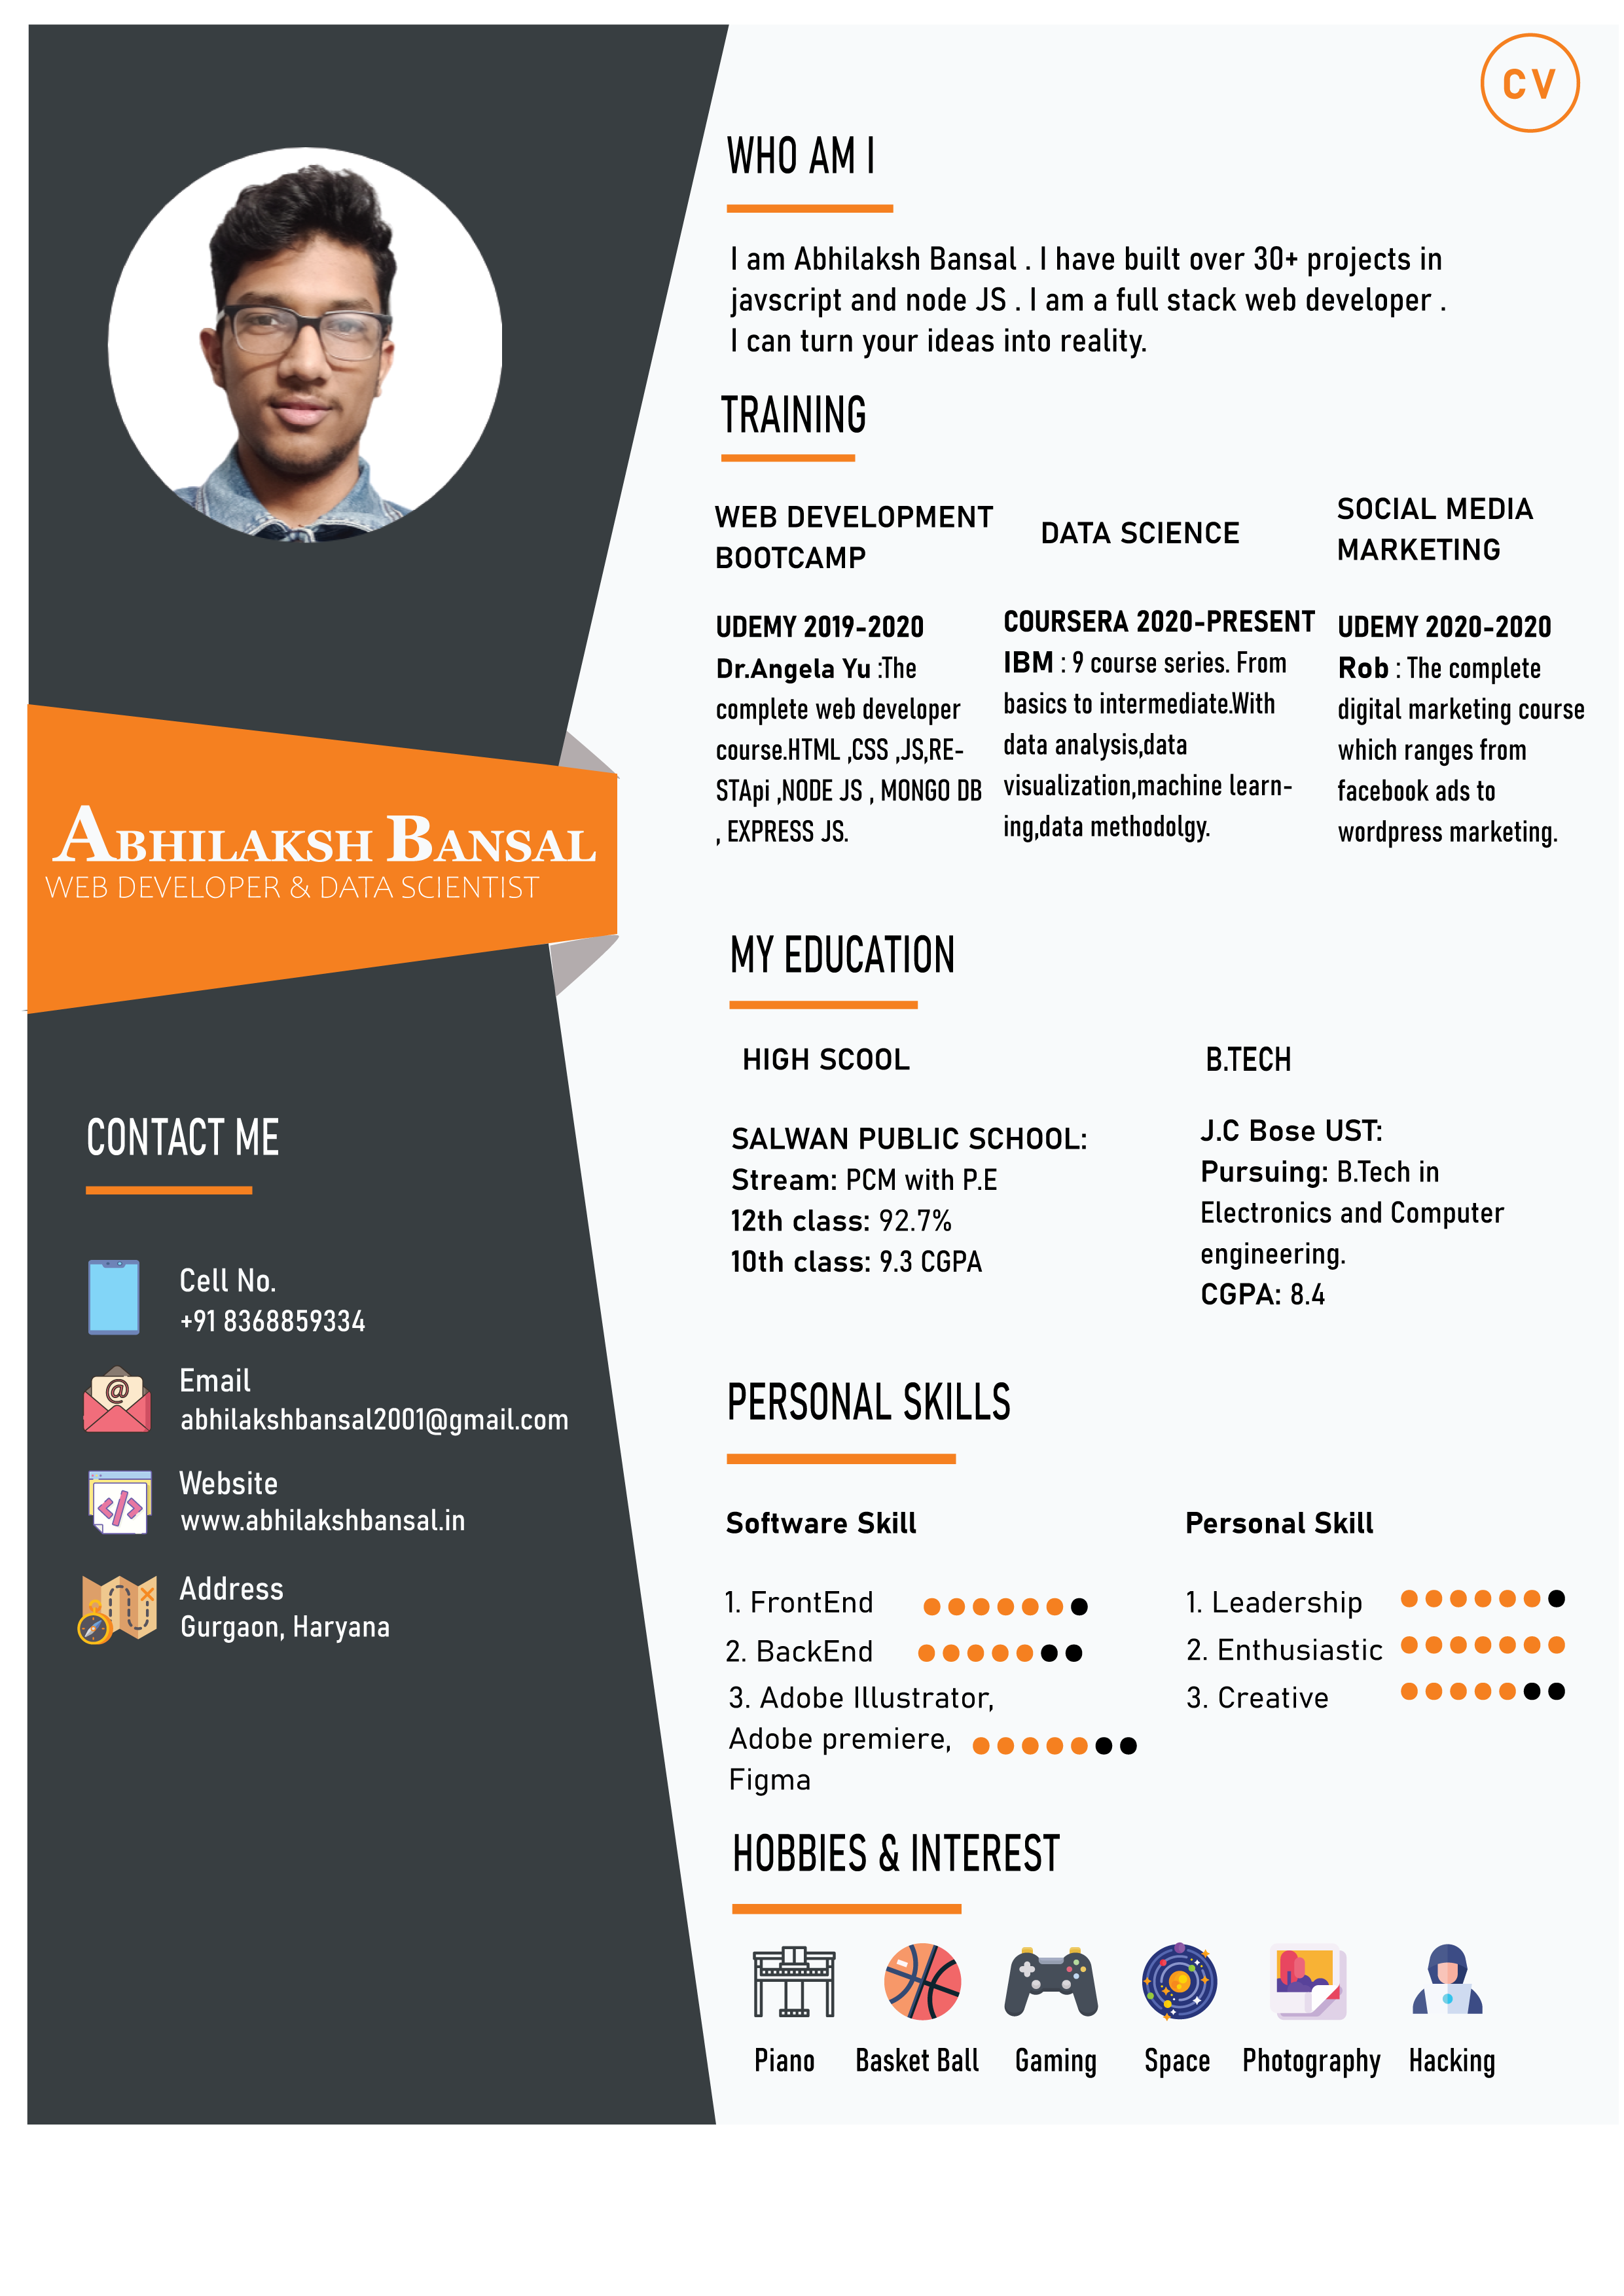 CV
WHO AM I
I am Abhilaksh Bansal . I have built over 30+ projects in
javscript and node JS . I am a full stack web developer .
I can turn your ideas into reality.
TRAINING
WEB DEVELOPMENT
BOOTCAMP
UDEMY 2019-2020
Dr.Angela Yu :The
complete web developer
course.HTML ,CSS ,JS,RE-
STApi ,NODE JS , MONGO DB
, EXPRESS JS.
DATA SCIENCE
COURSERA 2020-PRESENT
IBM : 9 course series. From
basics to intermediate.With
data analysis,data
visualization,machine learn-
ing,data methodolgy.
SOCIAL MEDIA
MARKETING
UDEMY 2020-2020
Rob : The complete
digital marketing course
which ranges from
facebook ads to
wordpress marketing.
ABHILAKSH BANSAL
WEB DEVELOPER & DATA SCIENTIST
CONTACT ME
Cell No.
+91 8368859334
Email
@
abhilakshbansal2001@gmail.com
Website
</>
www.abhilakshbansal.in
Address
Gurgaon, Haryana
MY EDUCATION
HIGH SCOOL
SALWAN PUBLIC SCHOOL:
Stream: PCM with P.E
12th class: 92.7%
10th class: 9.3 CGPA
B.TECH
J.C Bose UST:
Pursuing: B.Tech in
Electronics and Computer
engineering.
CGPA: 8.4
PERSONAL SKILLS
Software Skill
1. FrontEnd
2. BackEnd
3. Adobe Illustrator,
Adobe premiere,
Figma
Personal Skill
1. Leadership
2. Enthusiastic
3. Creative
HOBBIES & INTEREST
Piano
Basket Ball
Gaming
Space
Photography
Hacking